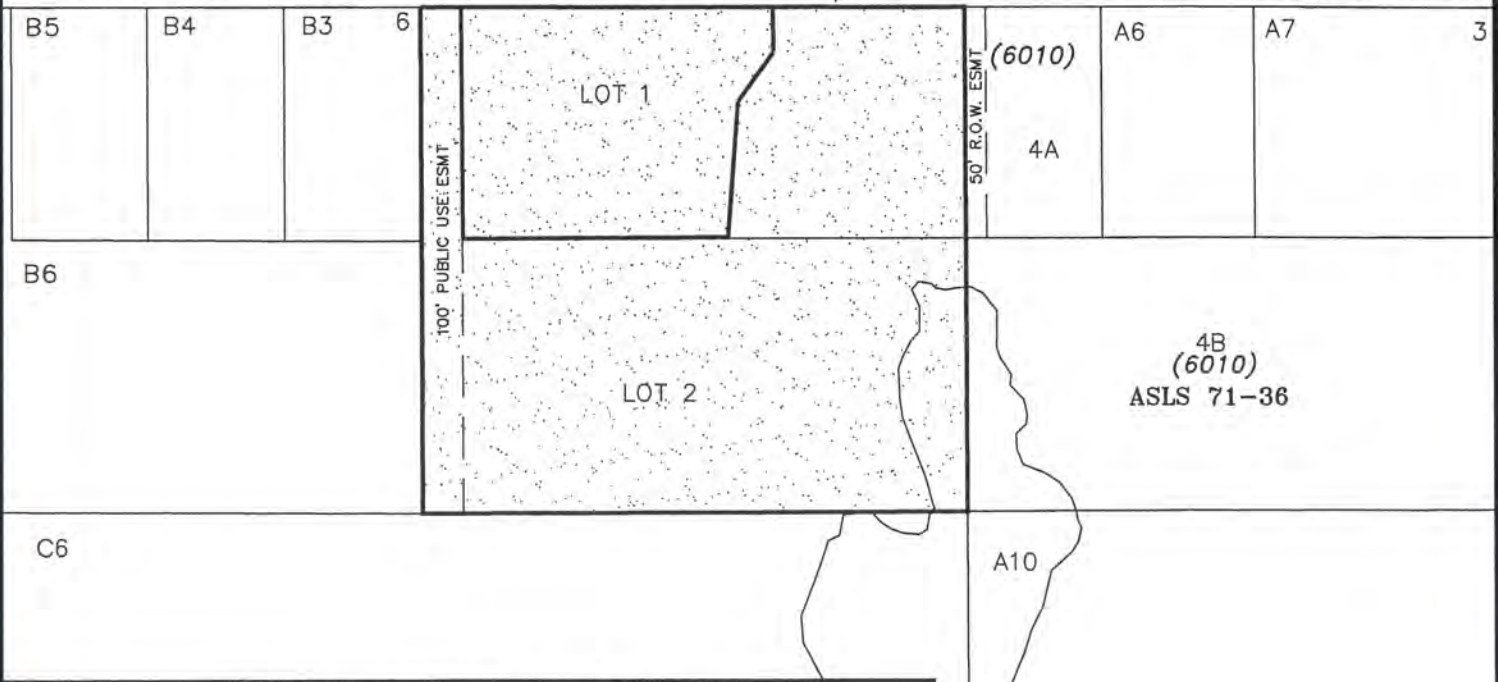 B5
B4
B3
6
LOT 1
50' R.O.W. ESMT
(6010)
4A
A6
A7
3
100' PUBLIC USE ESMT
B6
LOT 2
4B
(6010)
ASLS 71-36
C6
A10